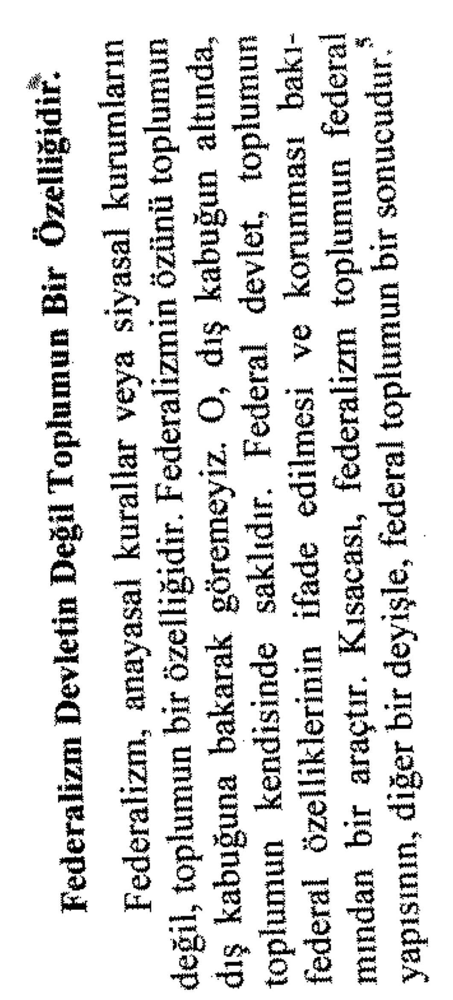 Federalizm Devletin Değil Toplumun Bir Özelliğidir.
Federalizm, anayasal kurallar veya siyasal kurumların
değil, toplumun bir özelliğidir. Federalizmin özünü toplumun
dış kabuğuna bakarak göremeyiz. O, dış kabuğun altında,
toplumun kendisinde saklıdır. Federal devlet, toplumun
federal özelliklerinin ifade edilmesi ve korunması bakı-
mından bir araçtır. Kısacası, federalizm toplumun federal
yapısının, diğer bir deyişle, federal toplumun bir sonucudur.